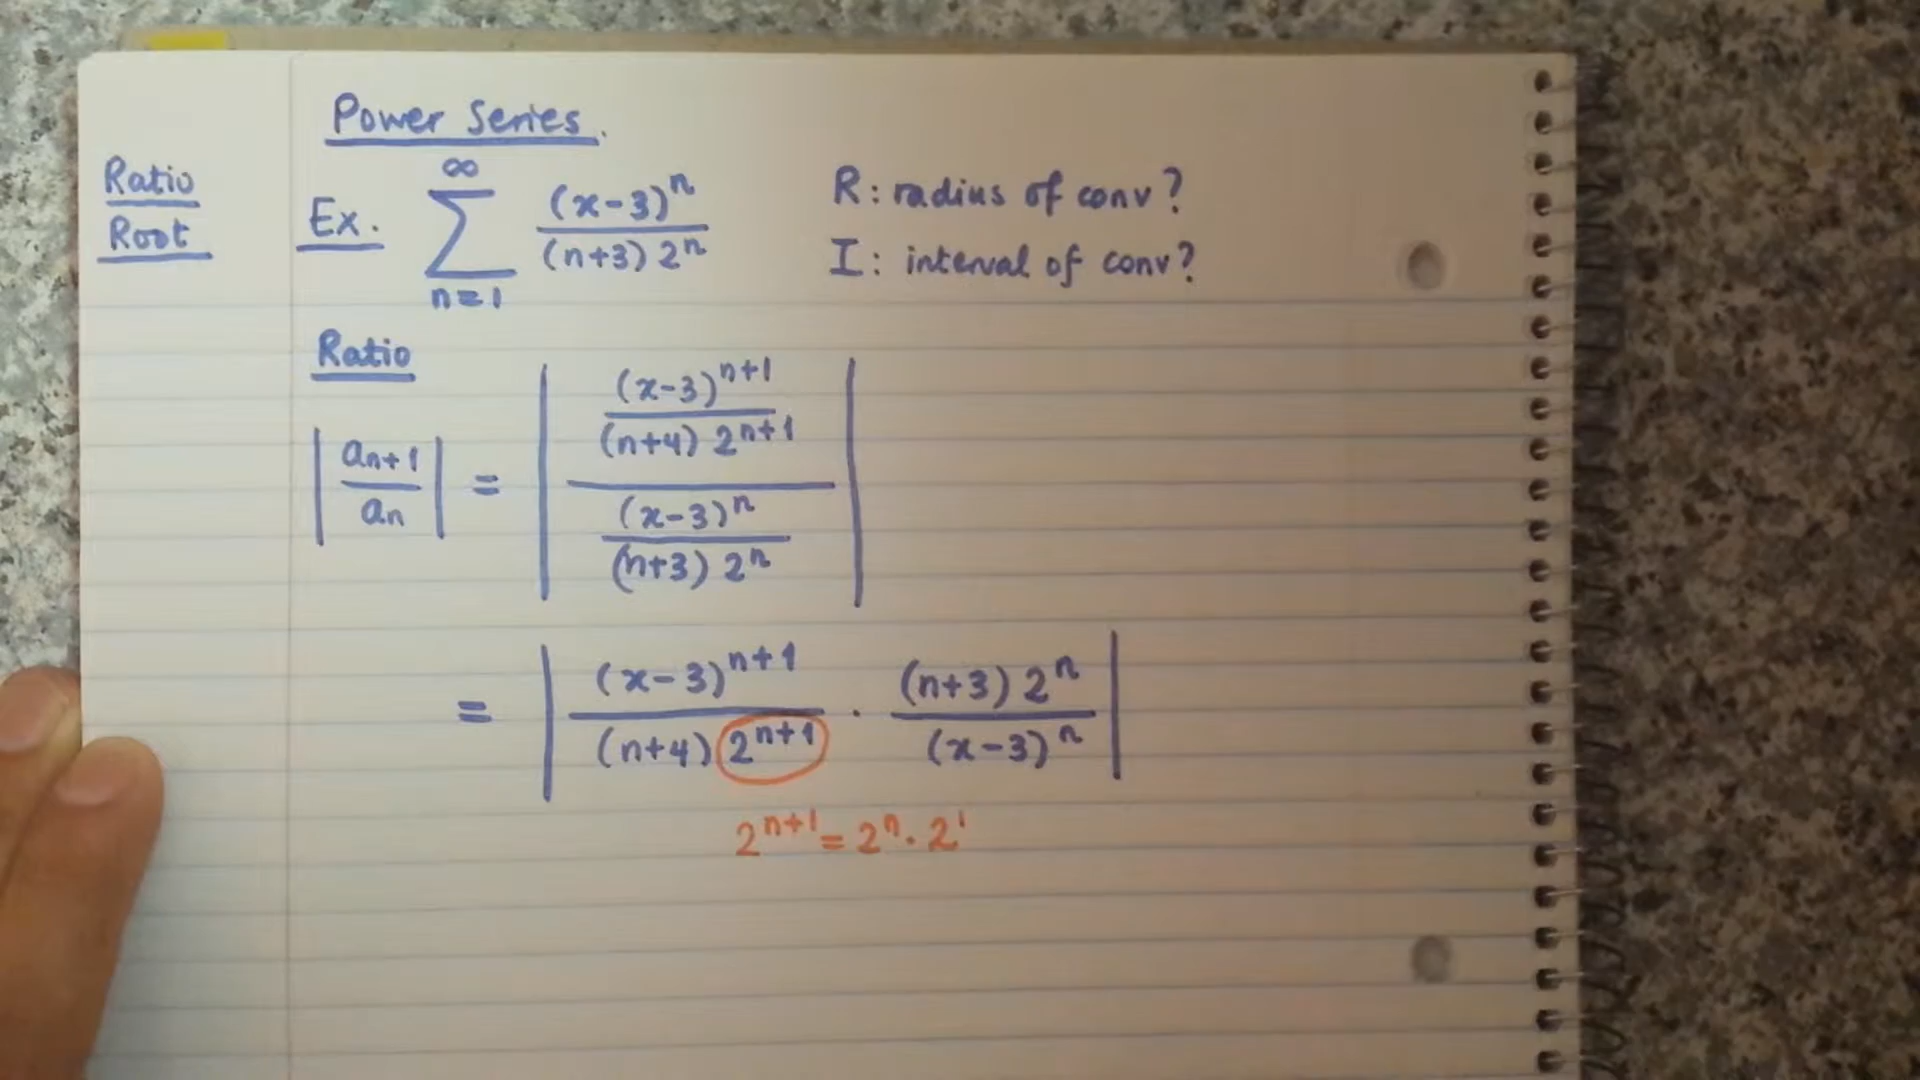 Power Series.
Ratio
Root
Ex. ∑_{n=1}^{∞} (x-3)^n / ((n+3) 2^n)
R: radius of conv?
I: interval of conv?
Ratio
|a_{n+1} / a_n| = | ((x-3)^{n+1} / ((n+4) 2^{n+1})) / ((x-3)^n / ((n+3) 2^n)) |
= | (x-3)^{n+1} / ((n+4) 2^{n+1}) · ((n+3) 2^n) / (x-3)^n |
2^{n+1} = 2^n · 2^1